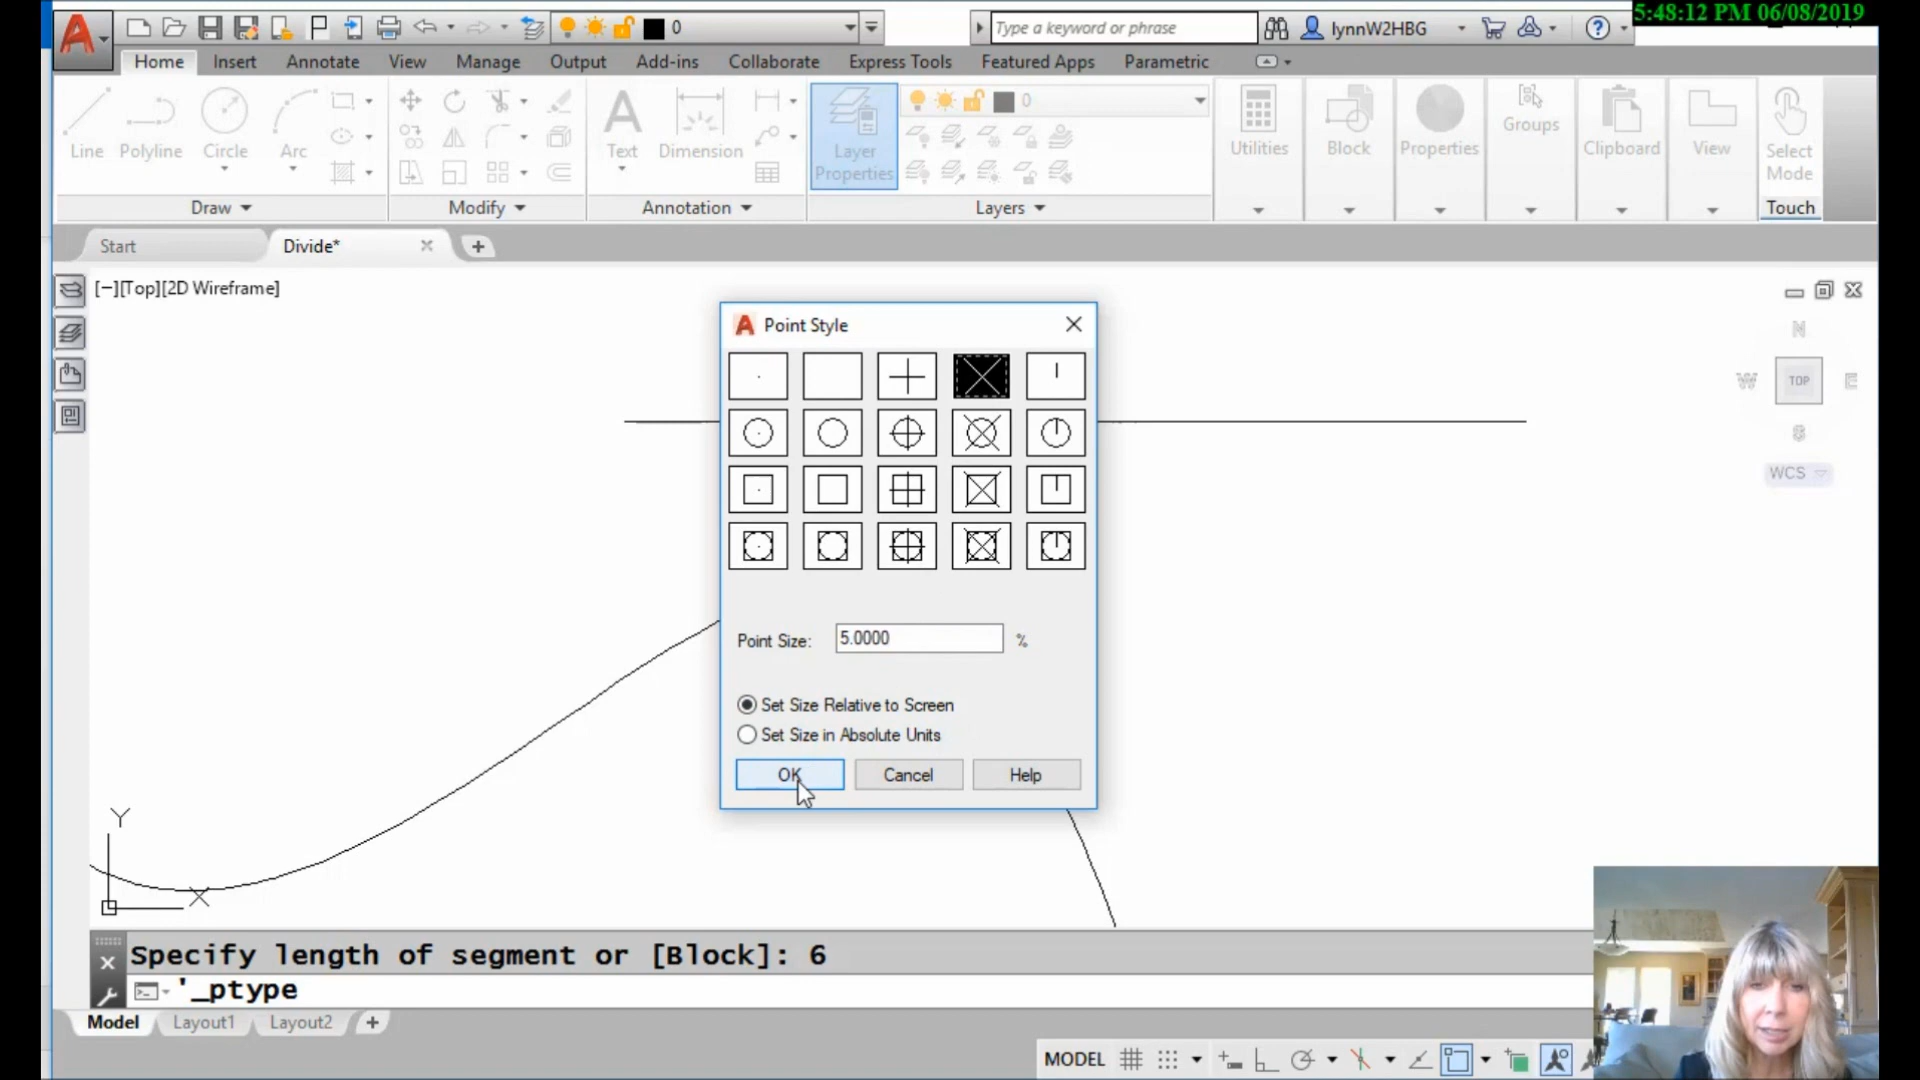 5:48:12 PM 06/08/2019
0
Type a keyword or phrase
lynnW2HBG
Home Insert Annotate View Manage Output Add-ins Collaborate Express Tools Featured Apps Parametric
Line Polyline Circle Arc
Text Dimension
Layer Properties
0
Utilities Block Properties Groups Clipboard View Select Mode
Draw Modify Annotation Layers Touch
Start Divide*
[−][Top][2D Wireframe]
Point Style
N
W TOP E
S
WCS
Point Size: 5.0000 %
Set Size Relative to Screen
Set Size in Absolute Units
OK Cancel Help
Y
X
Specify length of segment or [Block]: 6
'_ptype
Model Layout1 Layout2
MODEL